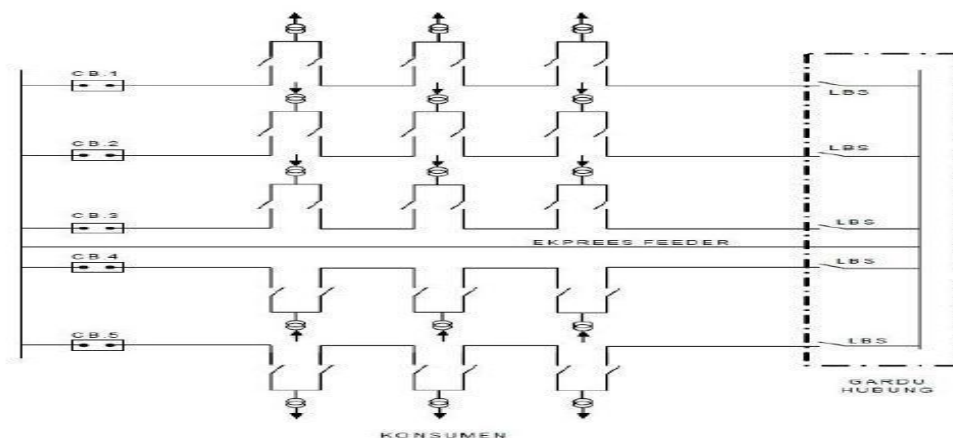 CB.1
LBS
CB.2
LBS
CB.3
LBS
EKPREES FEEDER
CB.4
LBS
CB.5
LBS
GARDU
HUBUNG
KONSUMEN